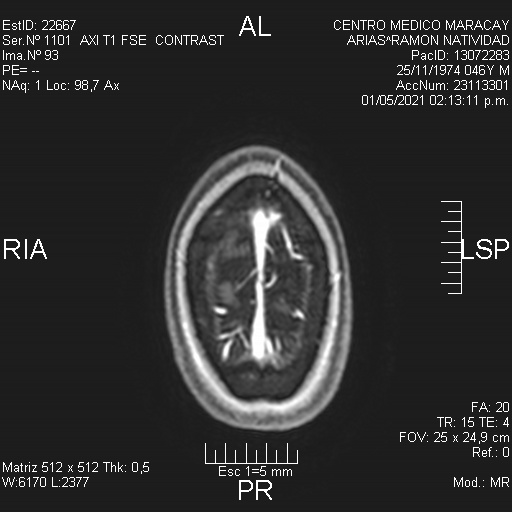 EstID: 22667
Ser.Nº 1101 AXI T1 FSE CONTRAST
Ima.Nº 93
PE= --
NAq: 1 Loc: 98,7 Ax
AL
CENTRO MEDICO MARACAY
ARIAS^RAMON NATIVIDAD
PacID: 13072283
25/11/1974 046Y M
AccNum: 23113301
01/05/2021 02:13:11 p.m.
RIA
LSP
FA: 20
TR: 15 TE: 4
FOV: 25 x 24,9 cm
Ref.: 0
Mod.: MR
Matriz 512 x 512 Thk: 0,5
W:6170 L:2377
Esc 1=5 mm
PR